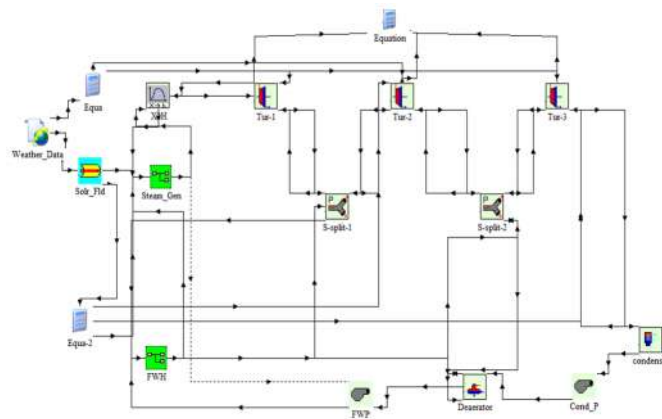 Equation
Equa
XSH
Tur-1
Tur-2
Tur-3
Weather_Data
Solr_Fld
Steam_Gen
S-split-1
S-split-2
Equa-2
condens
FWH
FWP
Deaerator
Cond_P